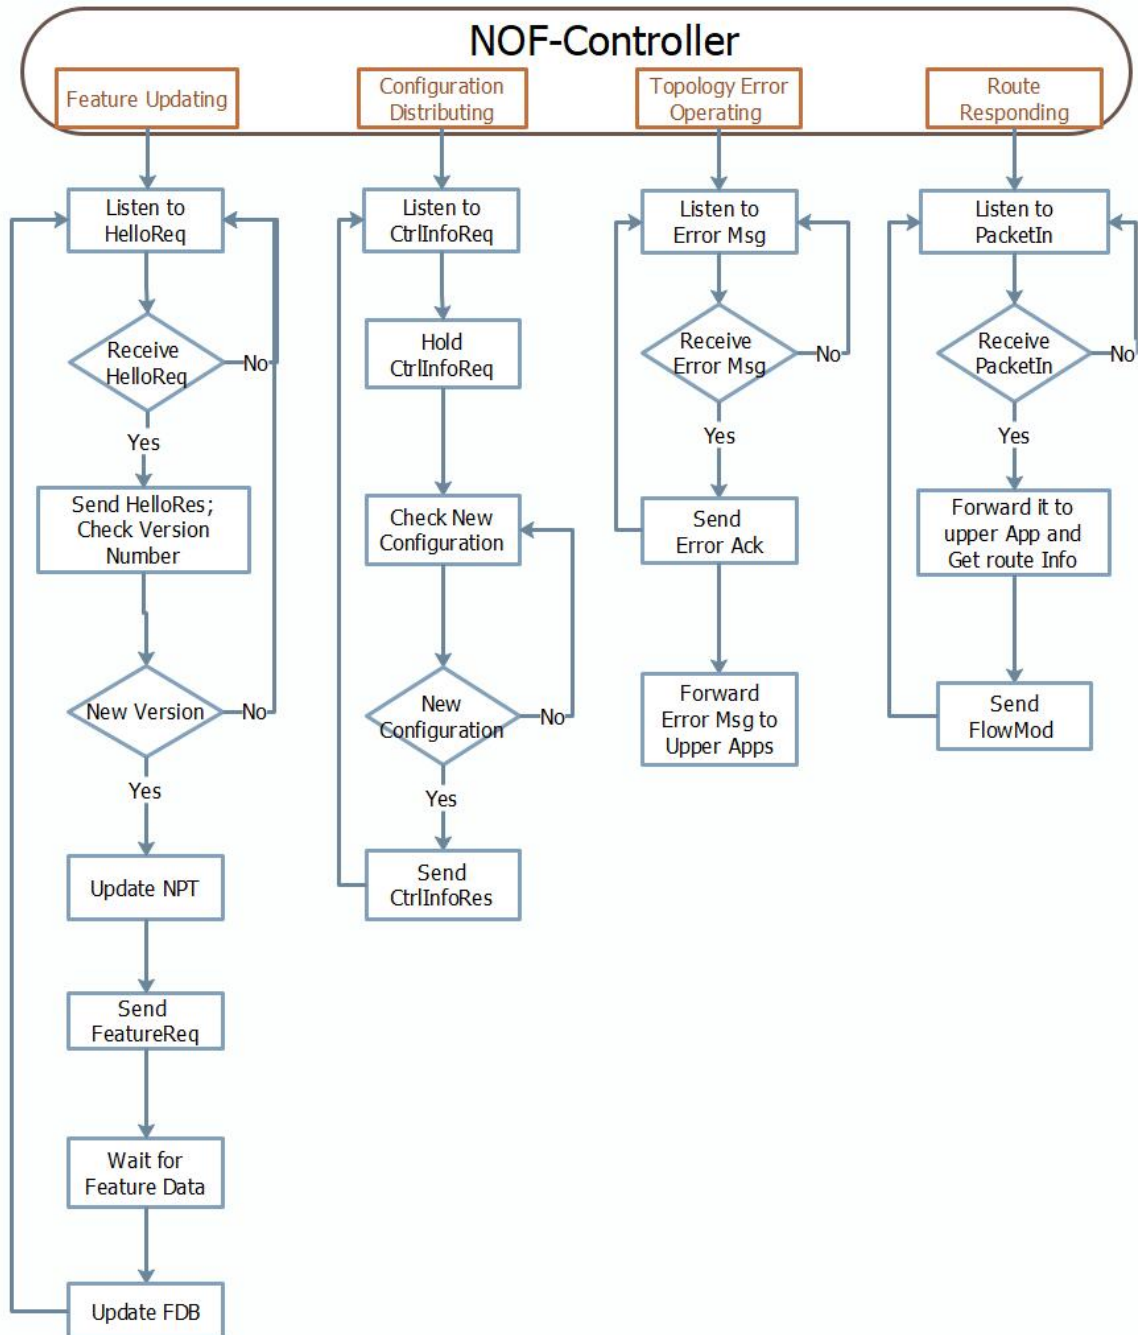 NOF-Controller
Feature Updating
Configuration
Distributing
Topology Error
Operating
Route
Responding
Listen to
HelloReq
Receive
HelloReq
No
Yes
Send HelloRes;
Check Version
Number
New Version
No
Yes
Update NPT
Send
FeatureReq
Wait for
Feature Data
Update FDB
Listen to
CtrlInfoReq
Hold
CtrlInfoReq
Check New
Configuration
New
Configuration
No
Yes
Send
CtrlInfoRes
Listen to
Error Msg
Receive
Error Msg
No
Yes
Send
Error Ack
Forward
Error Msg to
Upper Apps
Listen to
PacketIn
Receive
PacketIn
No
Yes
Forward it to
upper App and
Get route Info
Send
FlowMod